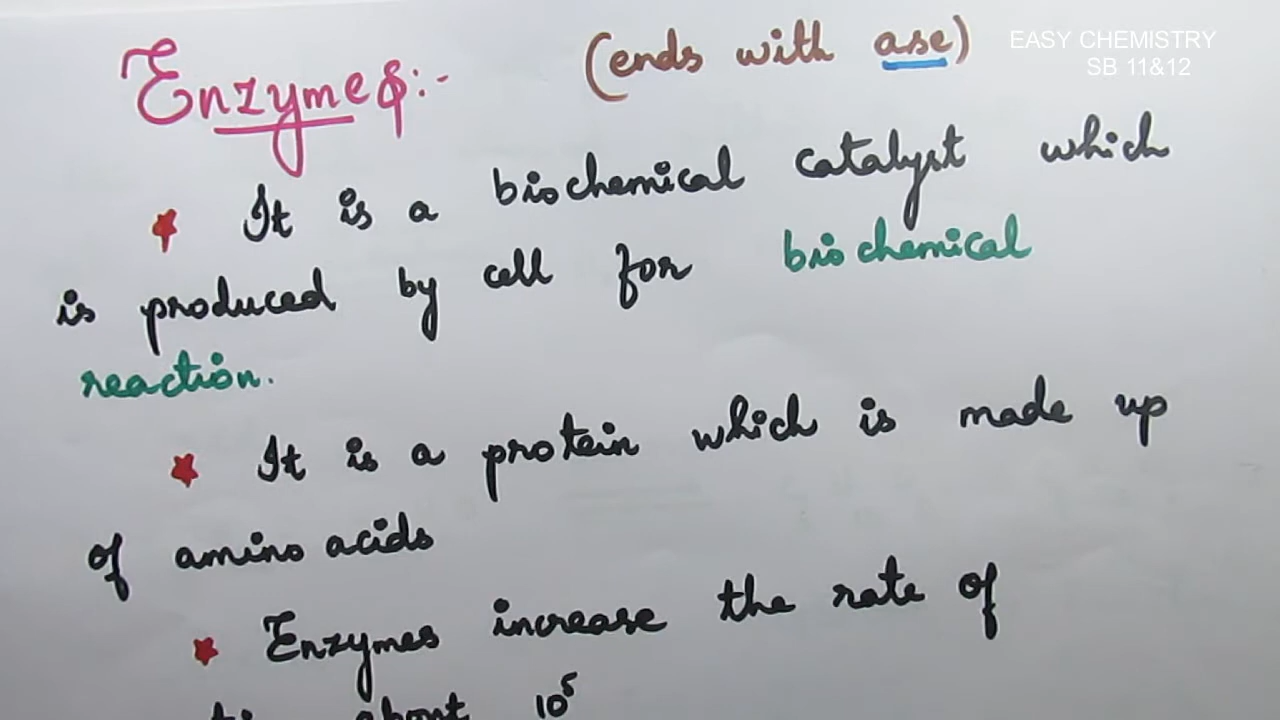 Enzymes:- (ends with ase)
EASY CHEMISTRY
SB 11&12
★ It is a biochemical catalyst which
is produced by cell for biochemical
reaction.
★ It is a protein which is made up
of amino acids
★ Enzymes increase the rate of
about 10⁵